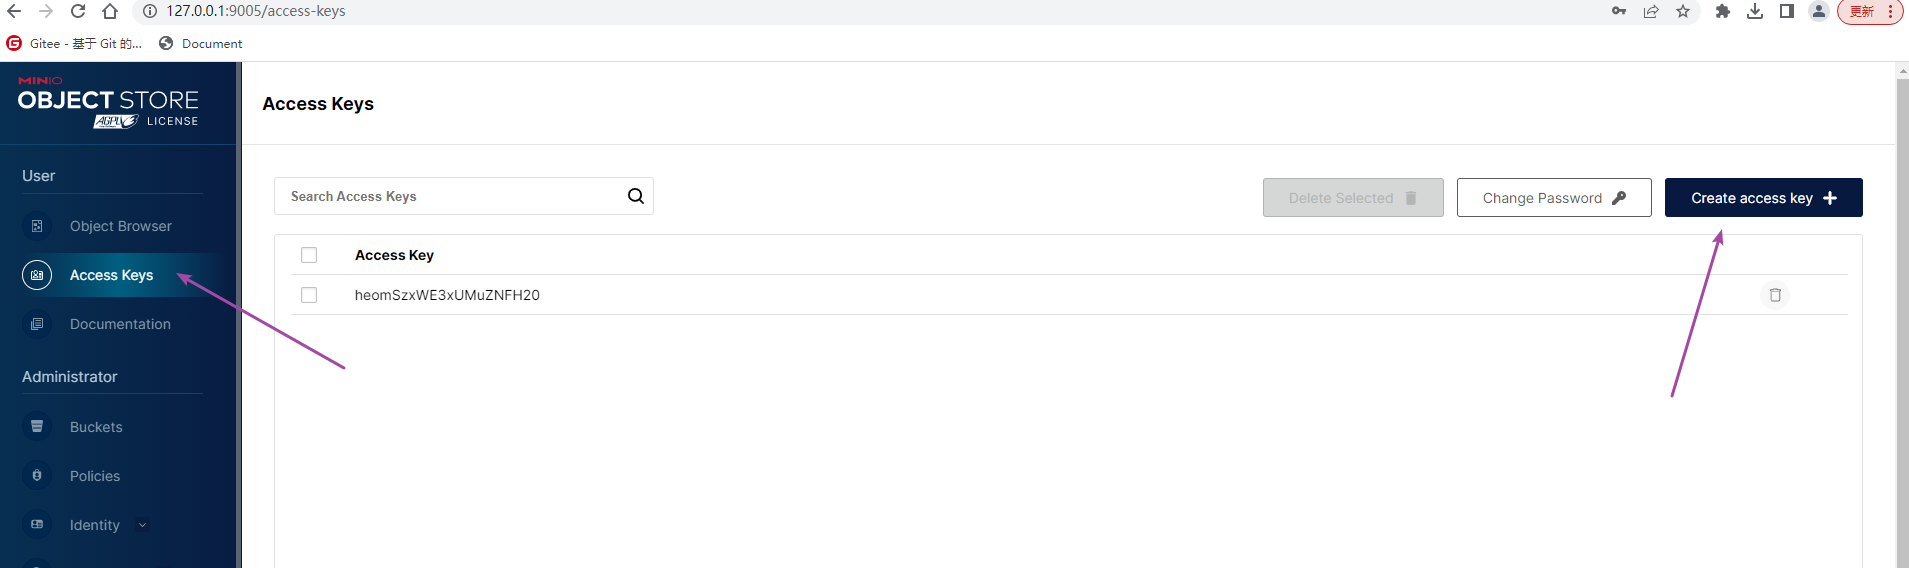 127.0.0.1:9005/access-keys
更新
Gitee - 基于 Git 的...
Document
MINIO
OBJECT STORE
AGPLv3 LICENSE
Access Keys
User
Search Access Keys
Delete Selected
Change Password
Create access key
Object Browser
Access Key
Access Keys
heomSzxWE3xUMuZNFH20
Documentation
Administrator
Buckets
Policies
Identity